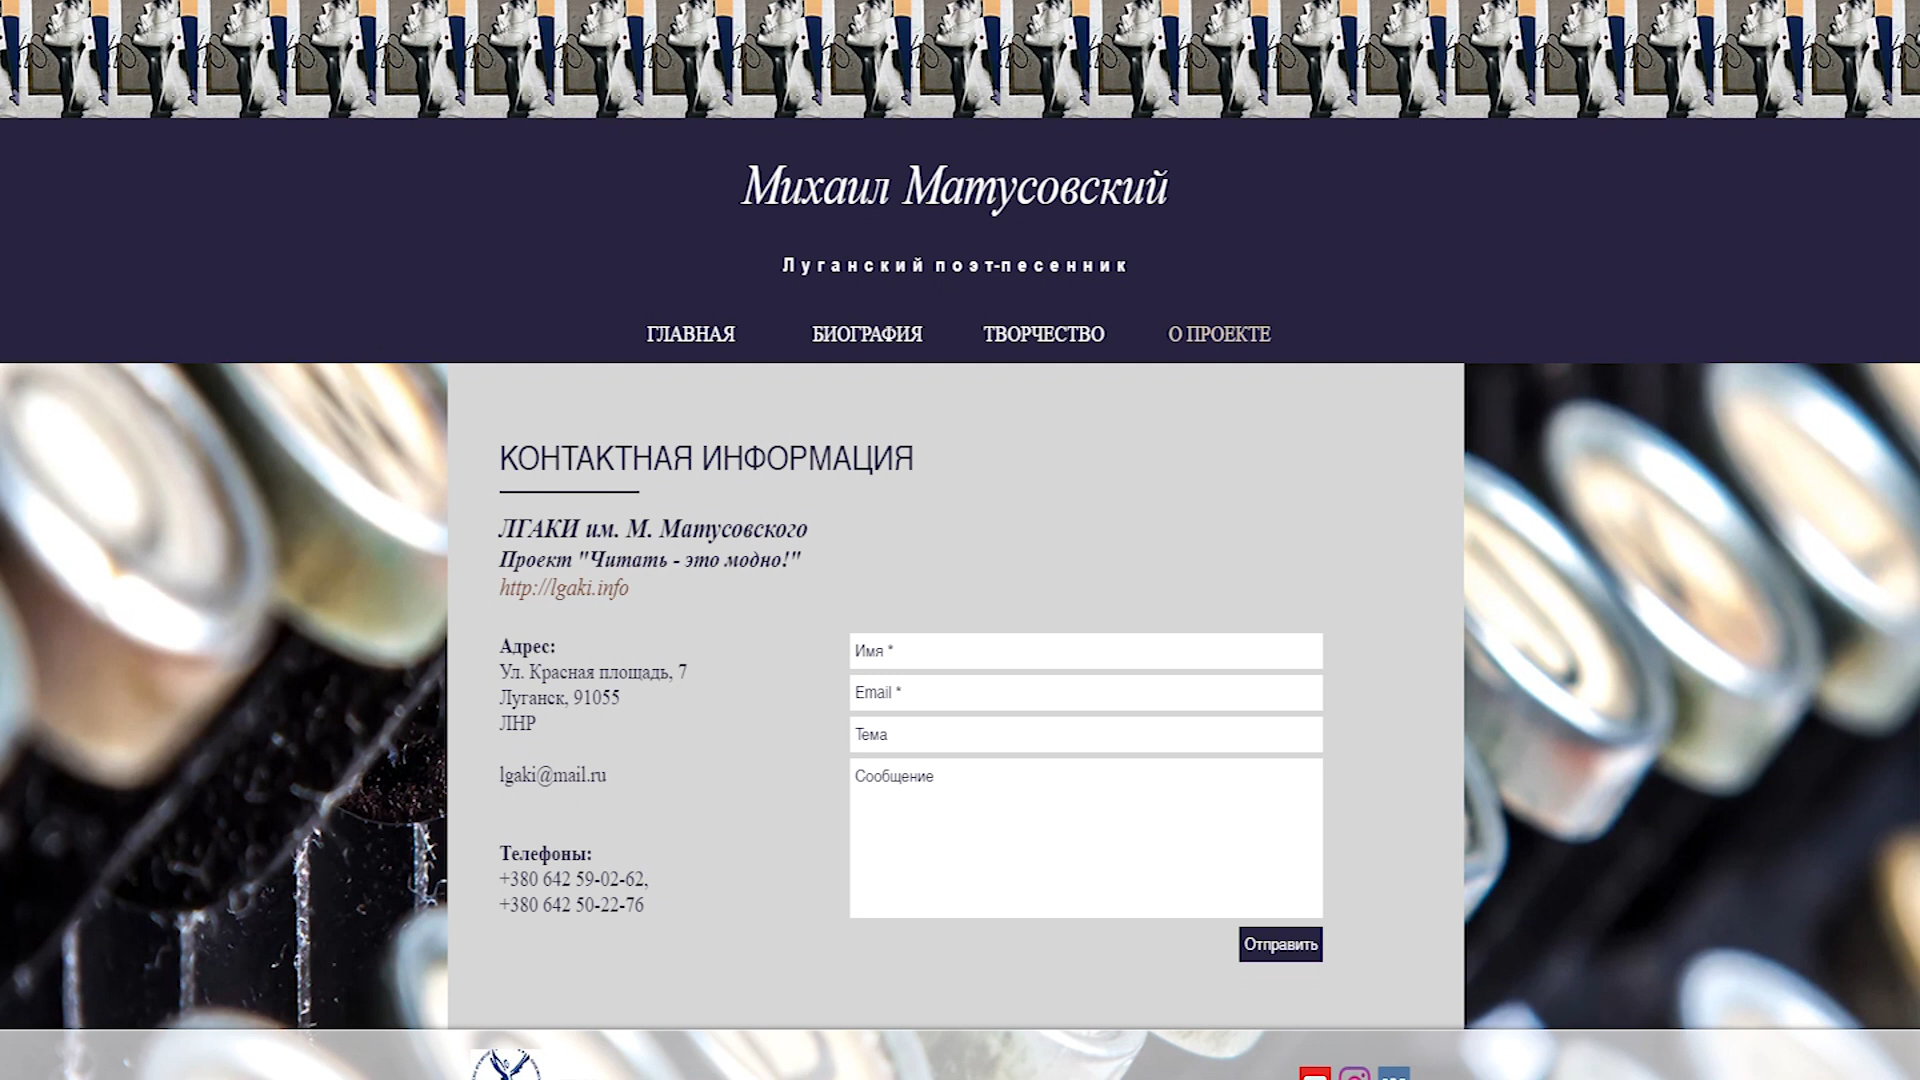 Михаил Матусовский
Луганский поэт-песенник
ГЛАВНАЯ БИОГРАФИЯ ТВОРЧЕСТВО О ПРОЕКТЕ
КОНТАКТНАЯ ИНФОРМАЦИЯ
ЛГАКИ им. М. Матусовского
Проект "Читать - это модно!"
http://lgaki.info
Адрес:
Ул. Красная площадь, 7
Луганск, 91055
ЛНР
lgaki@mail.ru
Телефоны:
+380 642 59-02-62,
+380 642 50-22-76
Имя *
Email *
Тема
Сообщение
Отправить